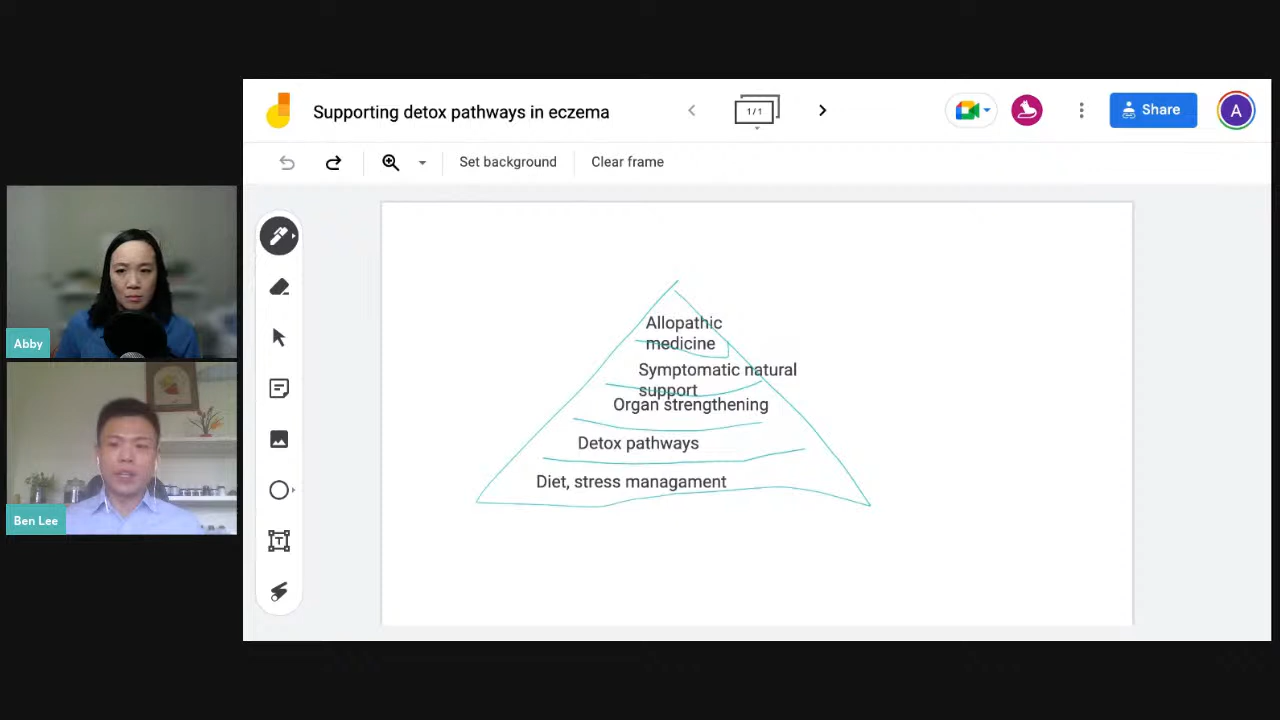 Supporting detox pathways in eczema
1/1
Share
A
Set background
Clear frame
Abby
Ben Lee
Allopathic
medicine
Symptomatic natural
support
Organ strengthening
Detox pathways
Diet, stress managament